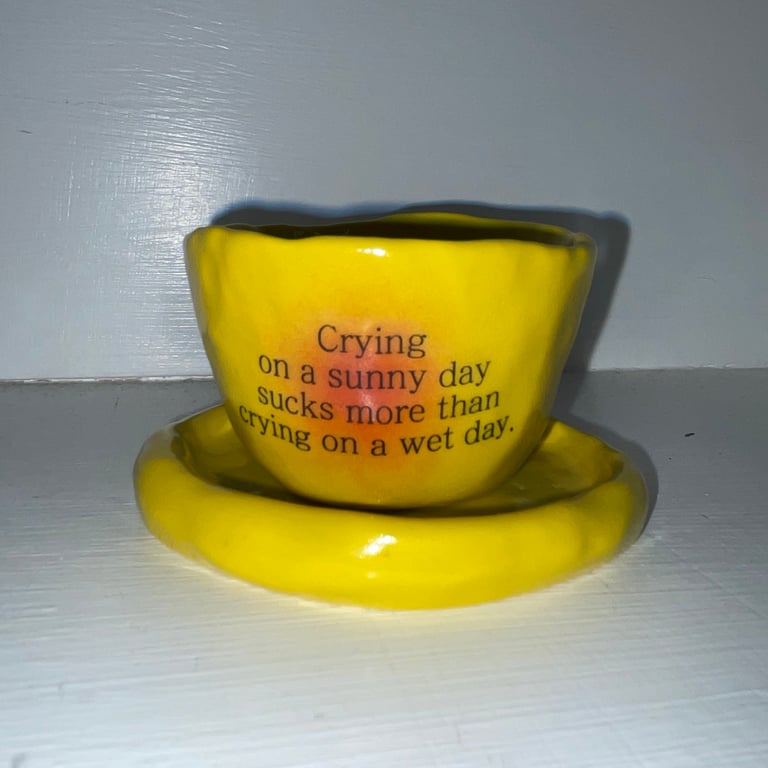 Crying
on a sunny day
sucks more than
crying on a wet day.